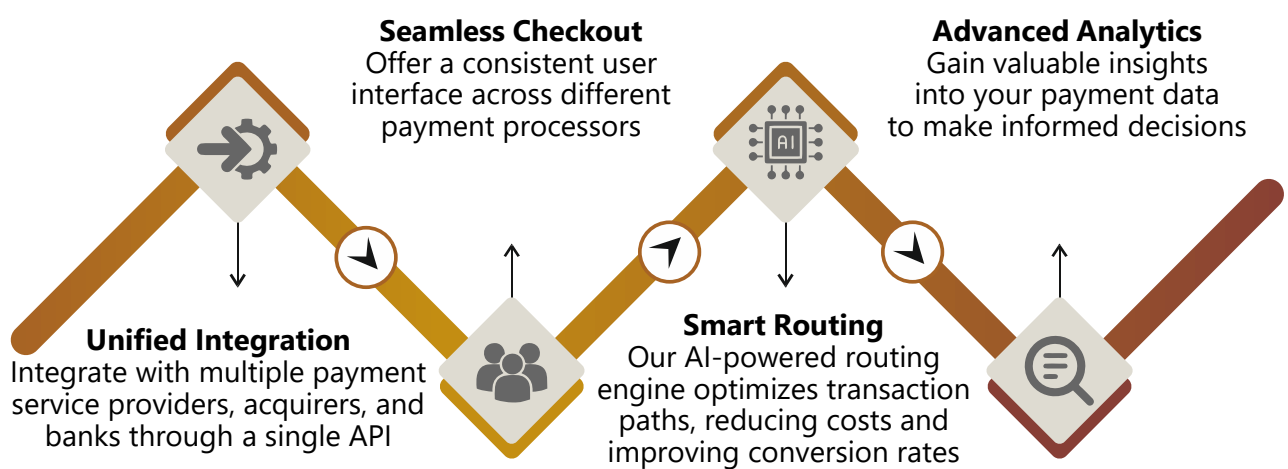 Seamless Checkout
Offer a consistent user
interface across different
payment processors
Advanced Analytics
Gain valuable insights
into your payment data
to make informed decisions
AI
Unified Integration
Integrate with multiple payment
service providers, acquirers, and
banks through a single API
Smart Routing
Our AI-powered routing
engine optimizes transaction
paths, reducing costs and
improving conversion rates